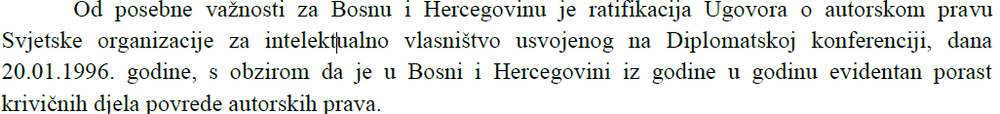 Od posebne važnosti za Bosnu i Hercegovinu je ratifikacija Ugovora o autorskom pravu
Svjetske organizacije za intelektualno vlasništvo usvojenog na Diplomatskoj konferenciji, dana
20.01.1996. godine, s obzirom da je u Bosni i Hercegovini iz godine u godinu evidentan porast
krivičnih djela povrede autorskih prava.